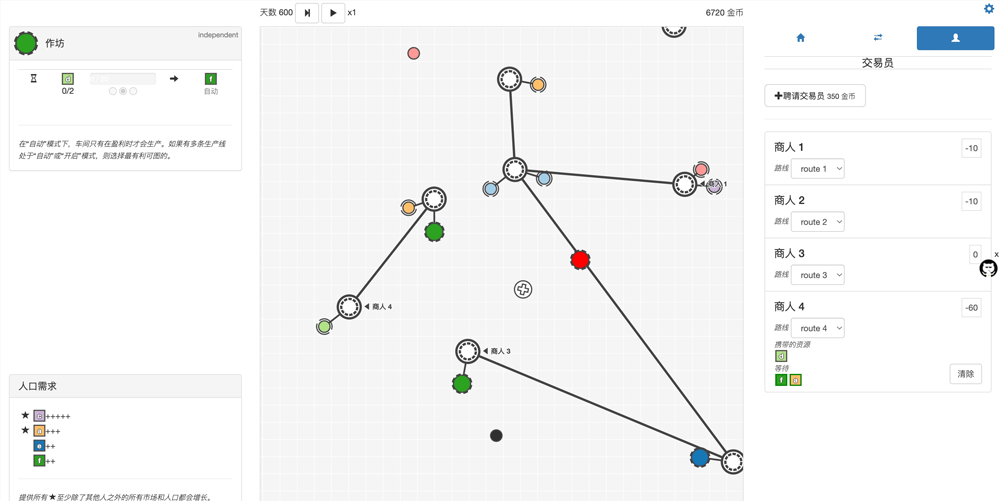 天数 600
x1
6720 金币
作坊
independent
0/2
f
自动
在“自动”模式下，车间只有在盈利时才会生产。如果有多条生产线
处于“自动”或“开启”模式，则选择最有利可图的。
人口需求
+++++
+++
e++
f++
提供所有★至少除了其他人之外的所有市场和人口都会增长。
1
商人 4
商人 3
交易员
聘请交易员 350 金币
商人 1
-10
路线 route 1
商人 2
-10
路线 route 2
商人 3
0
x
路线 route 3
商人 4
-60
路线 route 4
携带的资源
d
等待
f
清除